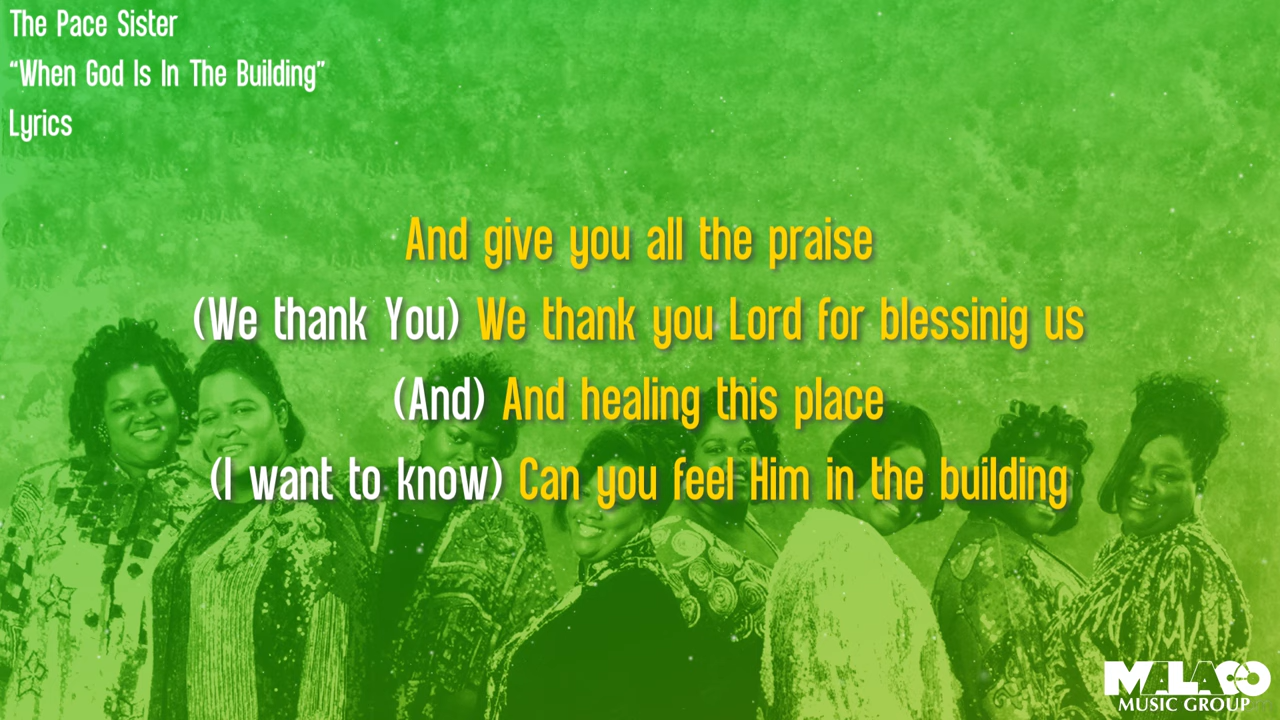 The Pace Sister
“When God Is In The Building”
Lyrics
And give you all the praise
(We thank You) We thank you Lord for blessinig us
(And) And healing this place
(I want to know) Can you feel Him in the building
MALACO
MUSIC GROUP